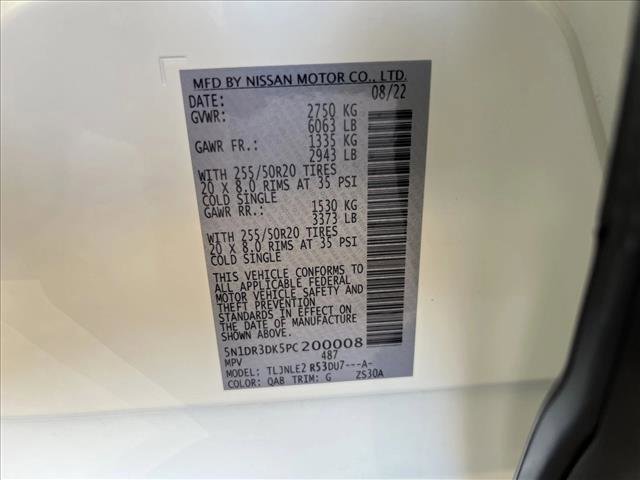 MFD BY NISSAN MOTOR CO., LTD.
DATE: 08/22
GVWR: 2750 KG
6063 LB
GAWR FR.: 1335 KG
2943 LB
WITH 255/50R20 TIRES
20 X 8.0 RIMS AT 35 PSI
COLD SINGLE
GAWR RR.: 1530 KG
3373 LB
WITH 255/50R20 TIRES
20 X 8.0 RIMS AT 35 PSI
COLD SINGLE
THIS VEHICLE CONFORMS TO
ALL APPLICABLE FEDERAL
MOTOR VEHICLE SAFETY AND
THEFT PREVENTION
STANDARDS IN EFFECT ON
THE DATE OF MANUFACTURE
SHOWN ABOVE.
5N1DR3DK5PC200008
MPV 487
MODEL: TLJNLE2 R53DU7---A-
COLOR: QAB TRIM: G ZS30A